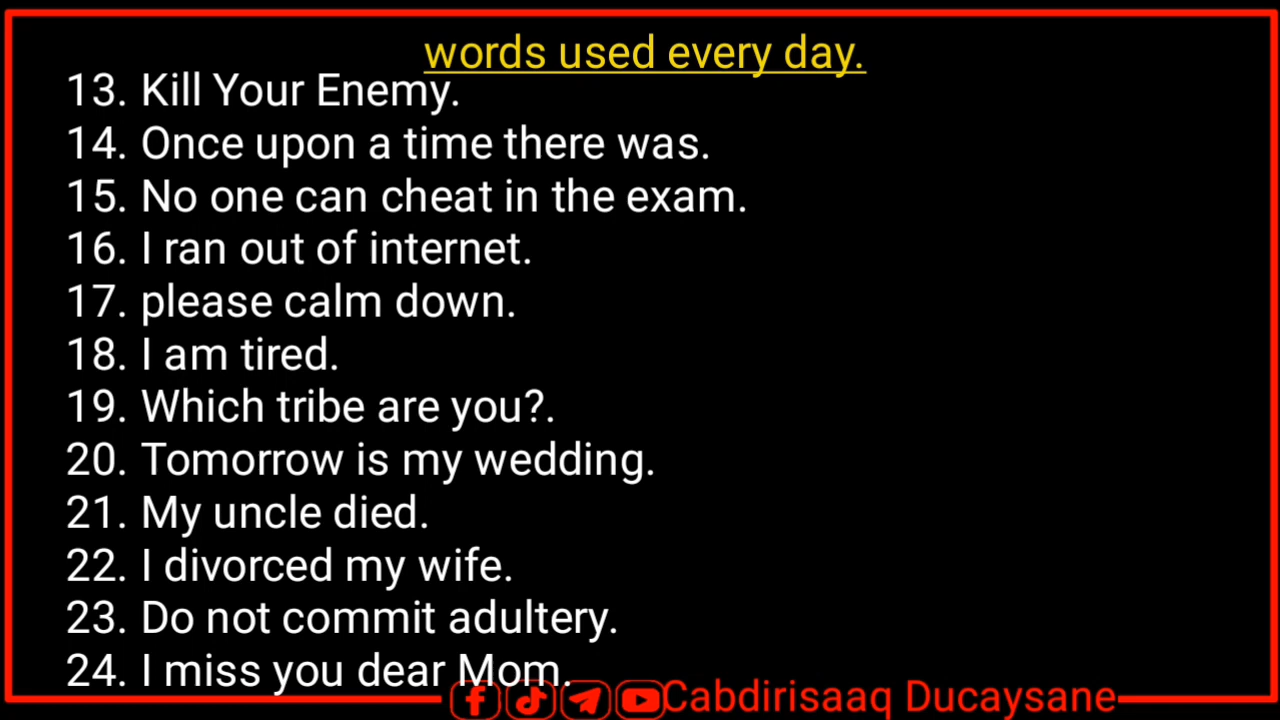 words used every day.
13. Kill Your Enemy.
14. Once upon a time there was.
15. No one can cheat in the exam.
16. I ran out of internet.
17. please calm down.
18. I am tired.
19. Which tribe are you?.
20. Tomorrow is my wedding.
21. My uncle died.
22. I divorced my wife.
23. Do not commit adultery.
24. I miss you dear Mom.
Cabdirisaaq Ducaysane